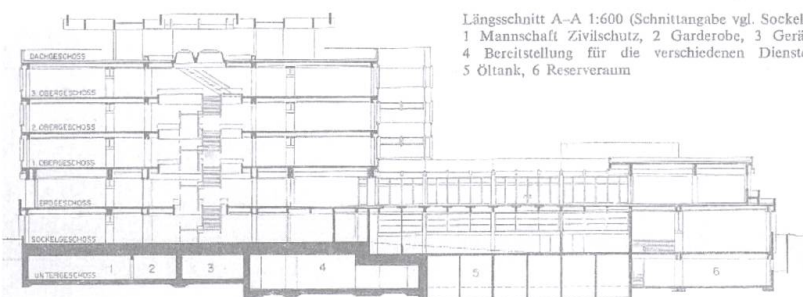 Längsschnitt A–A 1:600 (Schnittangabe vgl. Sockel
1 Mannschaft Zivilschutz, 2 Garderobe, 3 Gerä
4 Bereitstellung für die verschiedenen Dienst
5 Öltank, 6 Reserveraum
DACHGESCHOSS
3. OBERGESCHOSS
2. OBERGESCHOSS
1. OBERGESCHOSS
ERDGESCHOSS
SOCKELGESCHOSS
UNTERGESCHOSS 1 2 3 4 5 6